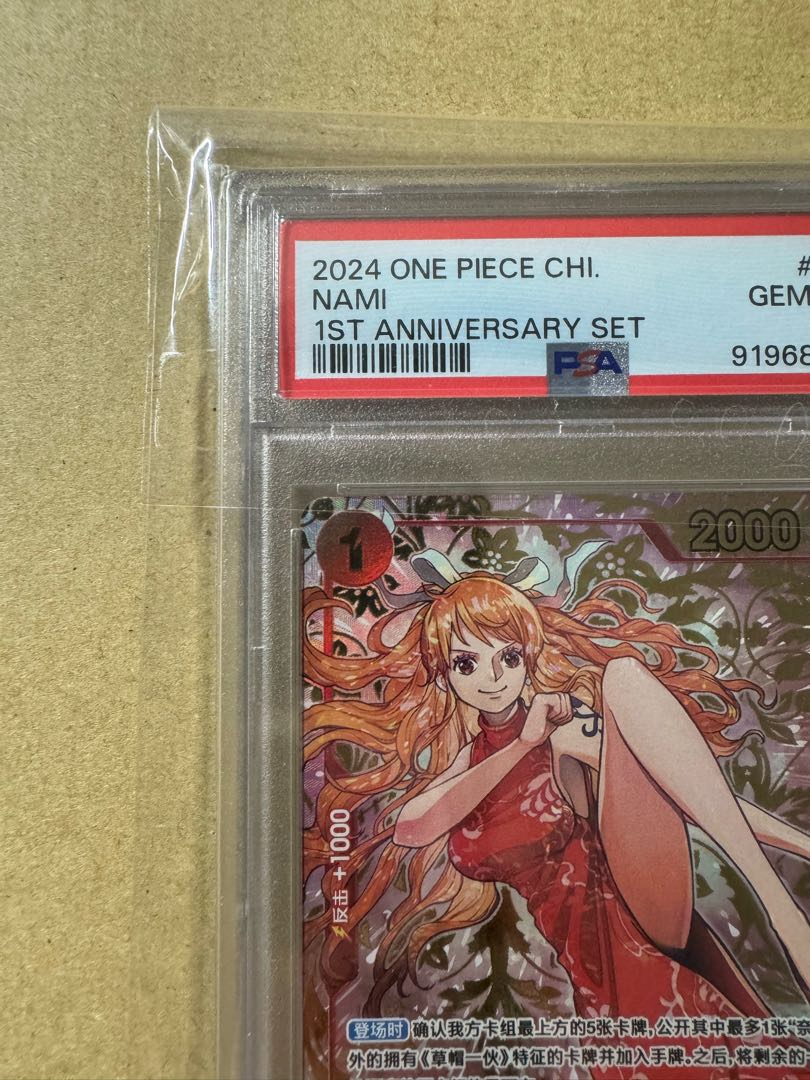 2024 ONE PIECE CHI. #
NAMI GEM
1ST ANNIVERSARY SET
PSA 91968
1 2000
⚡反击 +1000
登场时 确认我方卡组最上方的5张卡牌,公开其中最多1张“奈
外的拥有《草帽一伙》特征的卡牌并加入手牌。之后,将剩余的